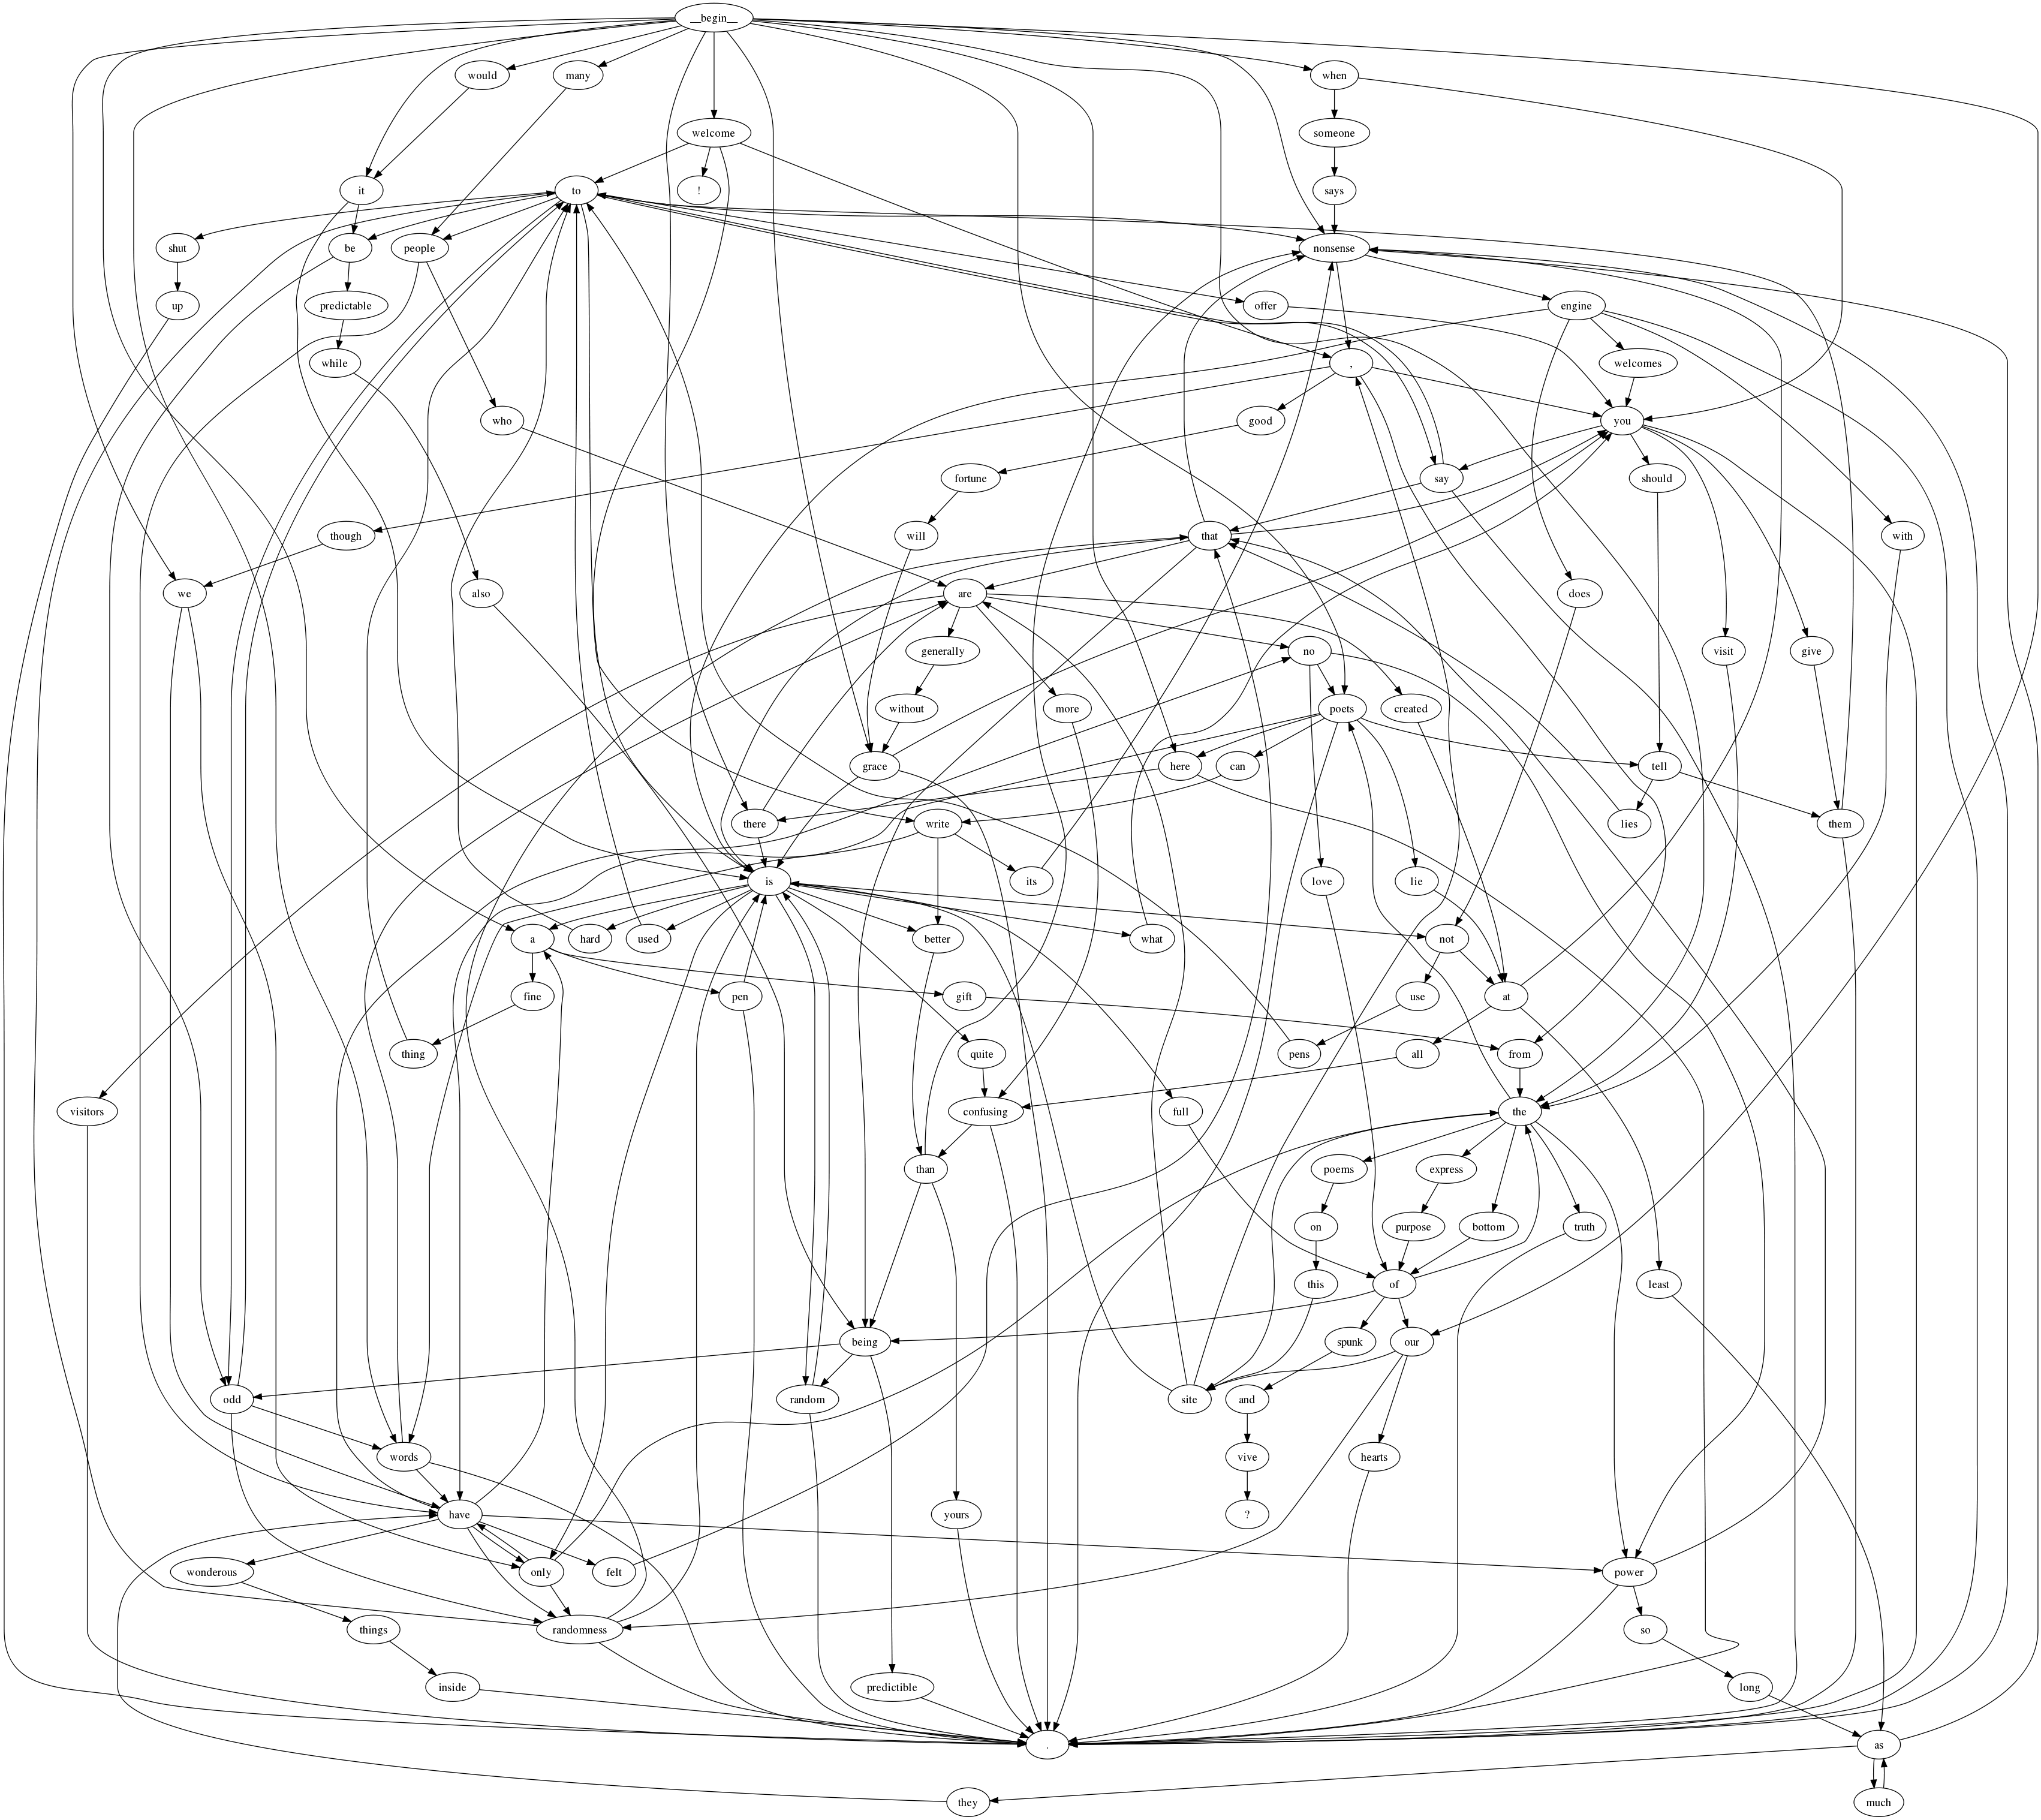 __begin__
would
many
when
welcome
someone
it
to
!
says
shut
be
people
nonsense
up
predictable
offer
engine
while
,
welcomes
who
good
you
fortune
say
should
though
will
that
with
we
also
are
does
generally
no
visit
give
without
more
poets
created
grace
here
can
tell
there
write
lies
them
is
its
love
lie
a
hard
used
better
what
not
fine
pen
gift
use
at
thing
quite
pens
all
from
visitors
confusing
full
the
than
poems
express
on
purpose
bottom
truth
this
of
least
being
spunk
our
odd
random
site
and
words
vive
hearts
have
yours
?
wonderous
only
felt
power
things
randomness
so
inside
predictible
long
.
as
they
much